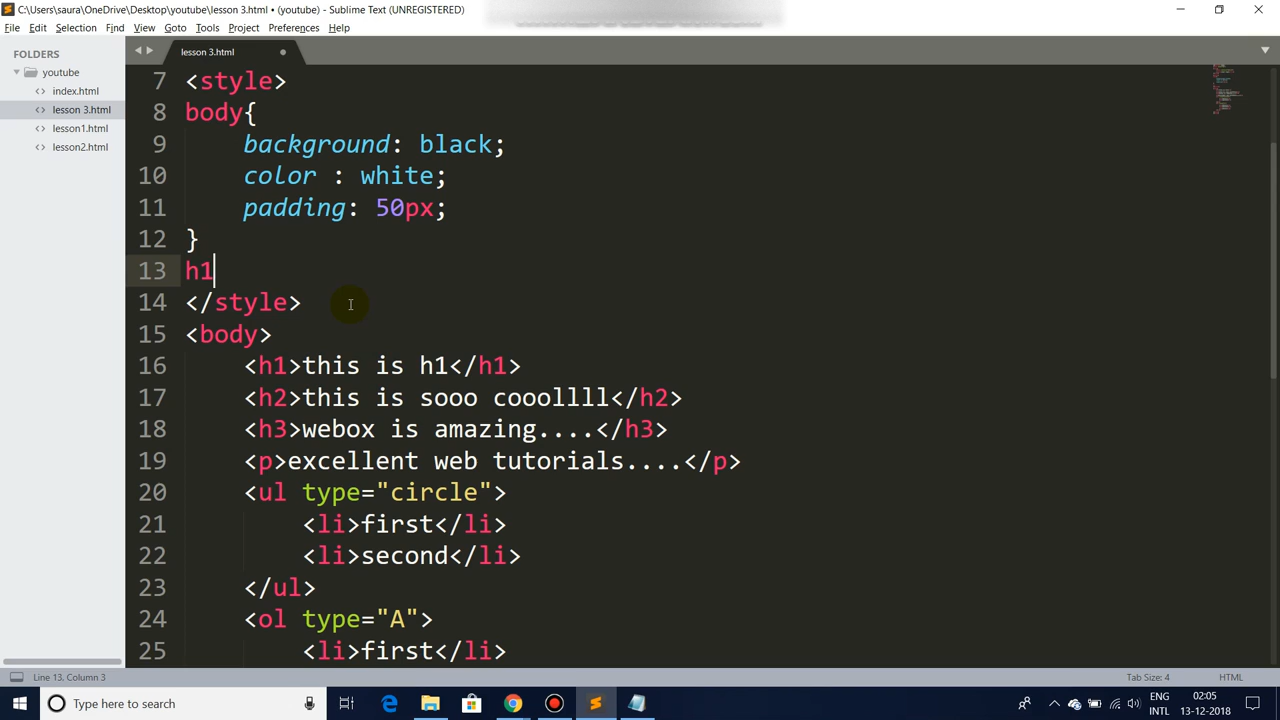 C:\Users\saura\OneDrive\Desktop\youtube\lesson 3.html • (youtube) - Sublime Text (UNREGISTERED)
File Edit Selection Find View Goto Tools Project Preferences Help
FOLDERS
youtube
index.html
lesson 3.html
lesson1.html
lesson2.html
lesson 3.html
7 <style>
8 body{
9 background: black;
10 color : white;
11 padding: 50px;
12 }
13 h1
14 </style>
15 <body>
16 <h1>this is h1</h1>
17 <h2>this is sooo cooollll</h2>
18 <h3>webox is amazing....</h3>
19 <p>excellent web tutorials....</p>
20 <ul type="circle">
21 <li>first</li>
22 <li>second</li>
23 </ul>
24 <ol type="A">
25 <li>first</li>
Line 13, Column 3
Tab Size: 4
HTML
Type here to search
ENG
INTL
02:05
13-12-2018